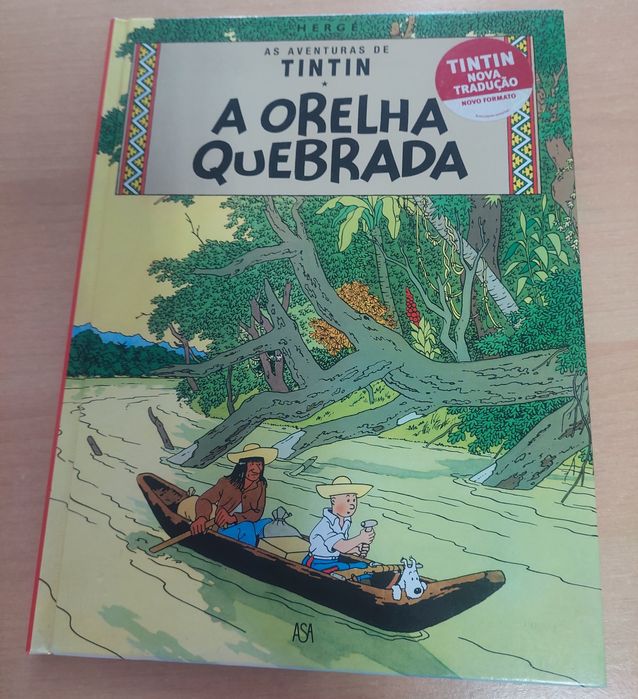 HERGÉ
AS AVENTURAS DE
TINTIN
A ORELHA
QUEBRADA
TINTIN
NOVA
TRADUÇÃO
NOVO FORMATO
ASA